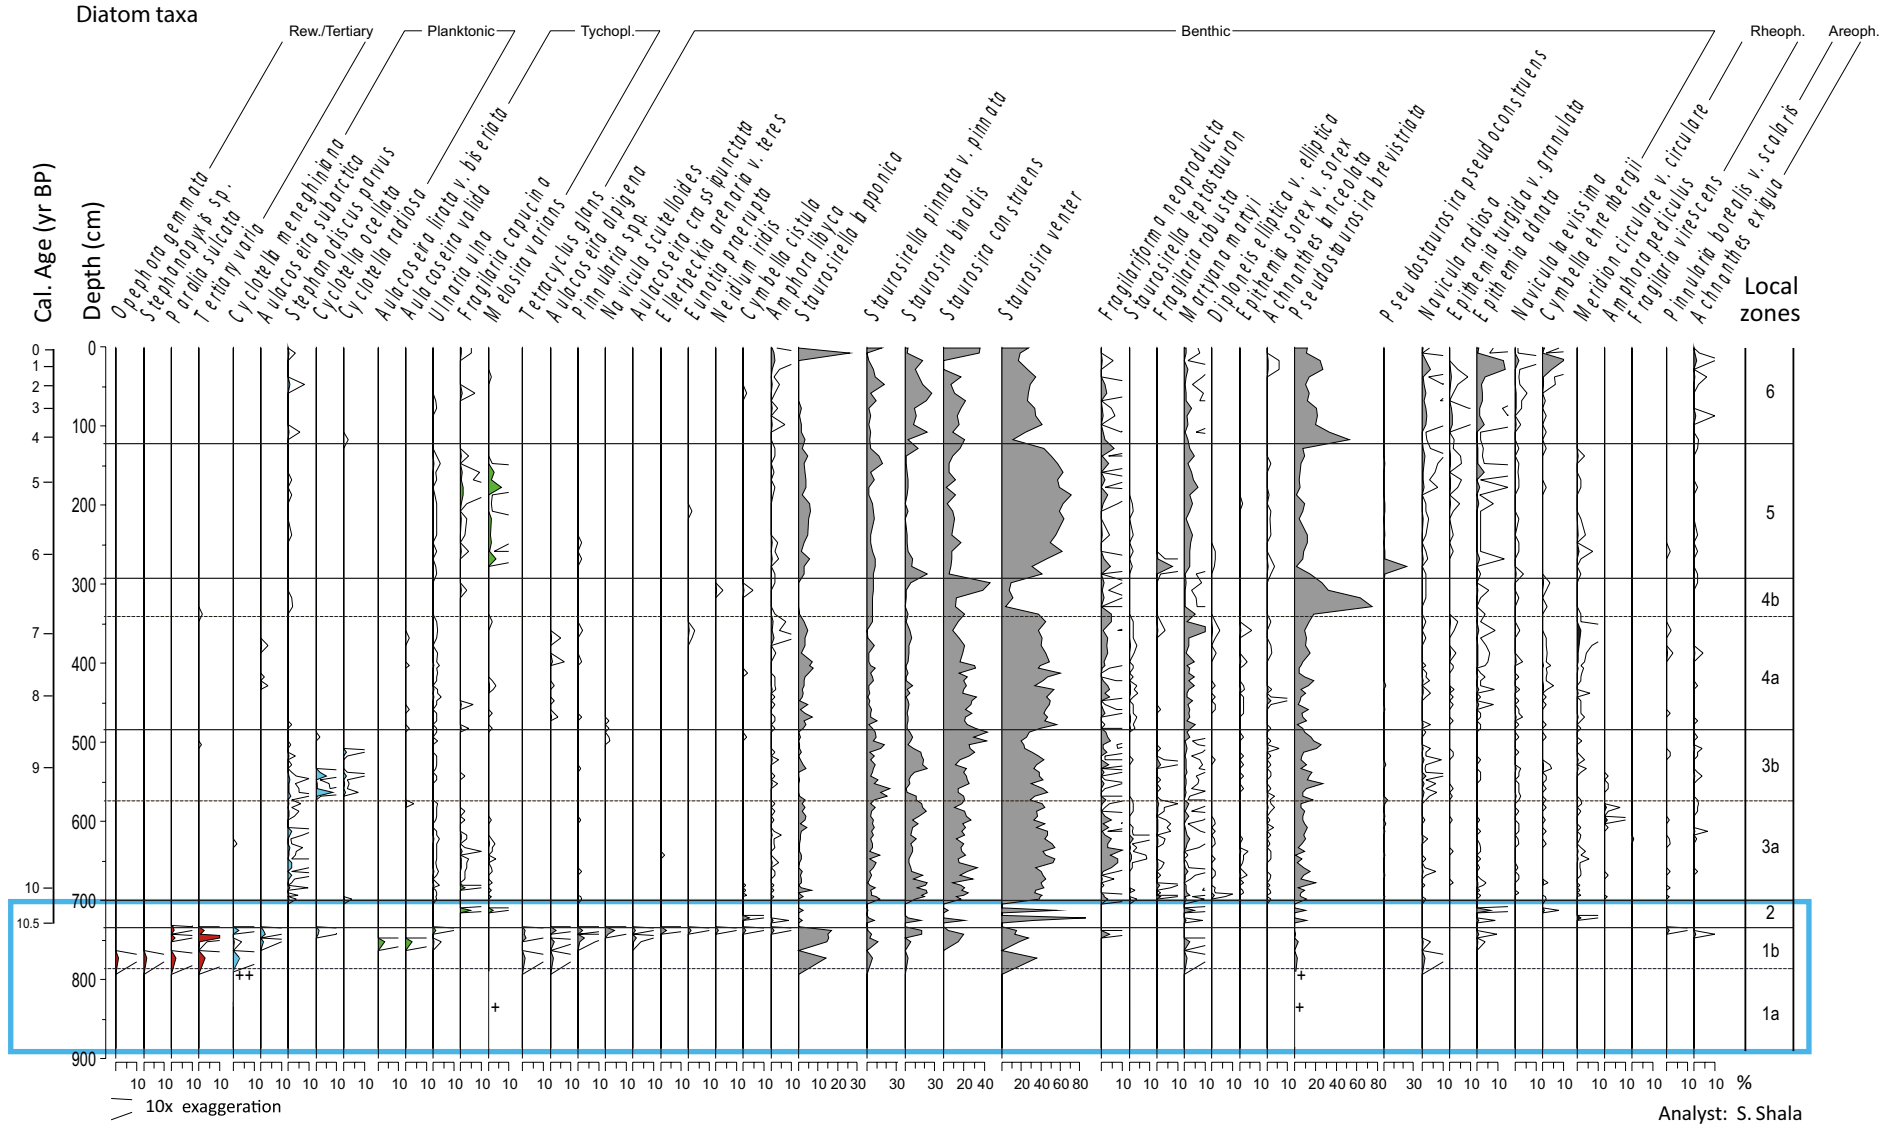 Diatom taxa
Rew./Tertiary Planktonic Tychopl. Benthic Rheoph. Areoph.
Opephora gemmata
Stephanopyxis sp.
Paralia sulcata
Tertiary varia
Cyclotella meneghiniana
Aulacoseira subarctica
Stephanodiscus parvus
Cyclotella ocellata
Cyclotella radiosa
Aulacoseira lirata v. biseriata
Aulacoseira valida
Ulnaria ulna
Fragilaria capucina
Melosira varians
Tetracyclus glans
Aulacoseira alpigena
Pinnularia sp.
Navicula scutelloides
Aulacoseira crassipunctata
Ellerbeckia arenaria v. teres
Eunotia praerupta
Neidium iridis
Cymbella cistula
Amphora libyca
Staurosirella lapponica
Staurosirella pinnata v. pinnata
Staurosira binodis
Staurosira construens
Staurosira venter
Fragilariforma neoproducta
Staurosirella leptostauron
Fragilaria robusta
Martyana martyi
Diploneis elliptica v. elliptica
Epithemia sorex v. sorex
Achnanthes lanceolata
Pseudostaurosira brevistriata
Pseudostaurosira pseudoconstruens
Navicula radiosa
Epithemia turgida v. granulata
Epithemia adnata
Navicula laevissima
Cymbella ehrenbergii
Meridion circulare v. circulare
Amphora pediculus
Fragilaria virescens
Pinnularia borealis v. scalaris
Achnanthes exigua
Cal. Age (yr BP)
Depth (cm)
Local
zones
0 0
1
2
3 6
100
4
5
200
5
6
300
4b
7
400
8 4a
500
9 3b
600
3a
10
700
10.5 2
1b
++ +
800
+ +
1a
900
10 10 10 10 10 10 10 10 10 10 10 10 10 10 10 10 10 10 10 10 10 10 10 10 10 20 30 30 30 20 40 20 40 60 80 10 10 10 10 10 10 10 20 40 60 80 30 10 10 10 10 10 10 10 10 10 10 %
10x exaggeration
Analyst: S. Shala